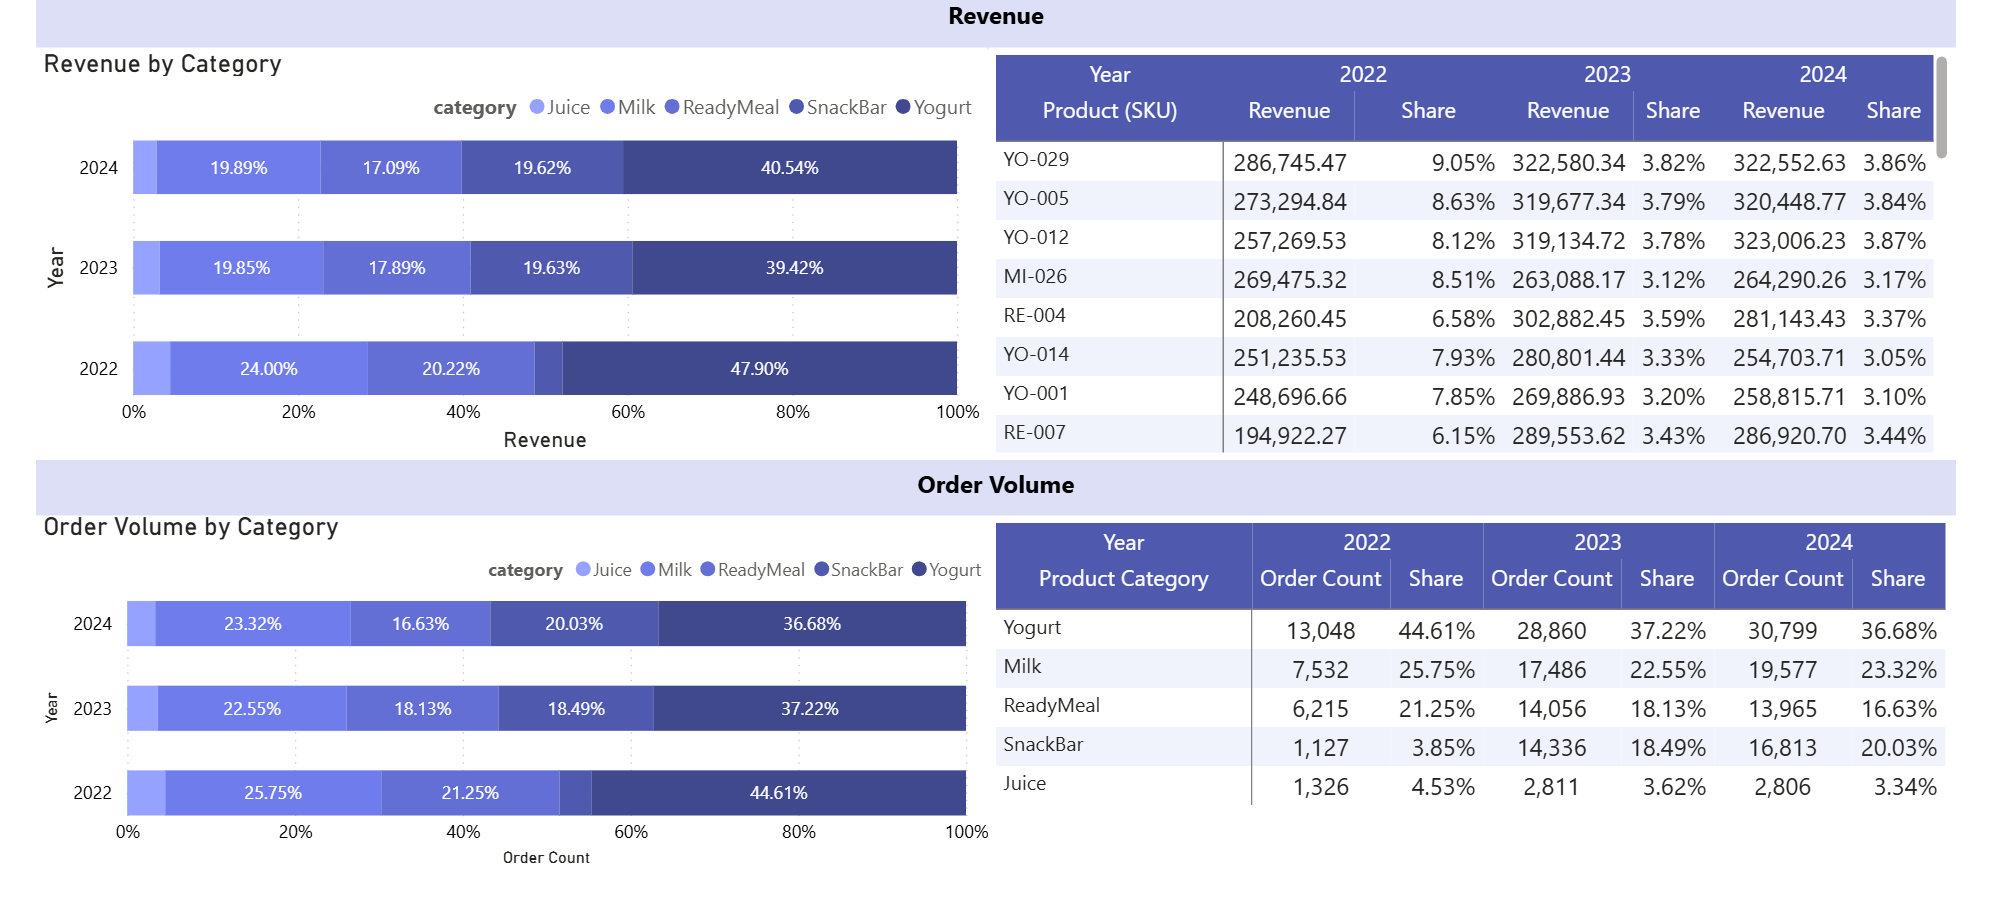 Revenue
Revenue by Category
category Juice Milk ReadyMeal SnackBar Yogurt
2024 19.89% 17.09% 19.62% 40.54%
2023 19.85% 17.89% 19.63% 39.42%
2022 24.00% 20.22% 47.90%
Year
0% 20% 40% 60% 80% 100%
Revenue
Year 2022 2023 2024
Product (SKU) Revenue Share Revenue Share Revenue Share
YO-029 286,745.47 9.05% 322,580.34 3.82% 322,552.63 3.86%
YO-005 273,294.84 8.63% 319,677.34 3.79% 320,448.77 3.84%
YO-012 257,269.53 8.12% 319,134.72 3.78% 323,006.23 3.87%
MI-026 269,475.32 8.51% 263,088.17 3.12% 264,290.26 3.17%
RE-004 208,260.45 6.58% 302,882.45 3.59% 281,143.43 3.37%
YO-014 251,235.53 7.93% 280,801.44 3.33% 254,703.71 3.05%
YO-001 248,696.66 7.85% 269,886.93 3.20% 258,815.71 3.10%
RE-007 194,922.27 6.15% 289,553.62 3.43% 286,920.70 3.44%
Order Volume
Order Volume by Category
category Juice Milk ReadyMeal SnackBar Yogurt
2024 23.32% 16.63% 20.03% 36.68%
2023 22.55% 18.13% 18.49% 37.22%
2022 25.75% 21.25% 44.61%
Year
0% 20% 40% 60% 80% 100%
Order Count
Year 2022 2023 2024
Product Category Order Count Share Order Count Share Order Count Share
Yogurt 13,048 44.61% 28,860 37.22% 30,799 36.68%
Milk 7,532 25.75% 17,486 22.55% 19,577 23.32%
ReadyMeal 6,215 21.25% 14,056 18.13% 13,965 16.63%
SnackBar 1,127 3.85% 14,336 18.49% 16,813 20.03%
Juice 1,326 4.53% 2,811 3.62% 2,806 3.34%